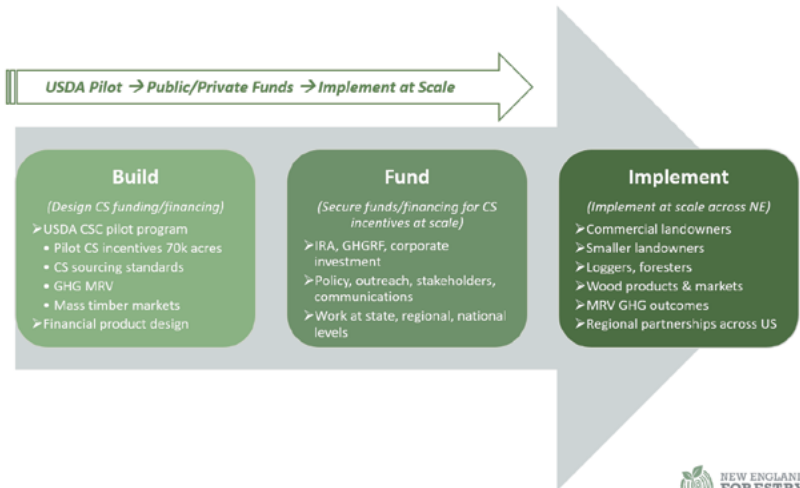 USDA Pilot → Public/Private Funds → Implement at Scale
Build
(Design CS funding/financing)
➢USDA CSC pilot program
• Pilot CS incentives 70k acres
• CS sourcing standards
• GHG MRV
• Mass timber markets
➢Financial product design
Fund
(Secure funds/financing for CS
incentives at scale)
➢IRA, GHGRF, corporate
investment
➢Policy, outreach, stakeholders,
communications
➢Work at state, regional, national
levels
Implement
(Implement at scale across NE)
➢Commercial landowners
➢Smaller landowners
➢Loggers, foresters
➢Wood products & markets
➢MRV GHG outcomes
➢Regional partnerships across US
NEW ENGLAND
FORESTRY